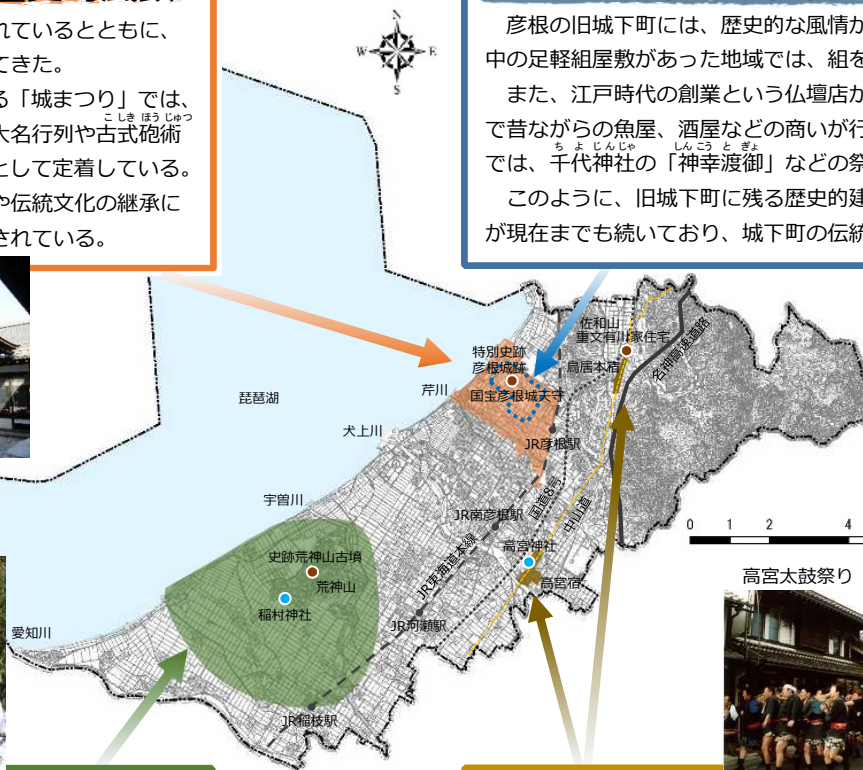 れているとともに、
てきた。
る「城まつり」では、
大名行列や古式砲術
こしきほうじゅつ
として定着している。
や伝統文化の継承に
されている。
N
W
E
S
彦根の旧城下町には、歴史的な風情が
中の足軽組屋敷があった地域では、組を
また、江戸時代の創業という仏壇店が
で昔ながらの魚屋、酒屋などの商いが行
ちよじんじゃ
しんこうとぎょ
では、千代神社の「神幸渡御」などの祭
このように、旧城下町に残る歴史的建
が現在までも続いており、城下町の伝統
佐和山
重文有川家住宅
特別史跡
彦根城跡
鳥居本宿
名神高速道路
芹川
国宝彦根城天守
琵琶湖
犬上川
JR彦根駅
宇曽川
国道8号
中山道
JR南彦根駅
0 1 2 4
高宮神社
史跡荒神山古墳
JR東海道本線
荒神山
高宮宿
稲村神社
高宮太鼓祭り
愛知川
JR河瀬駅
JR稲枝駅